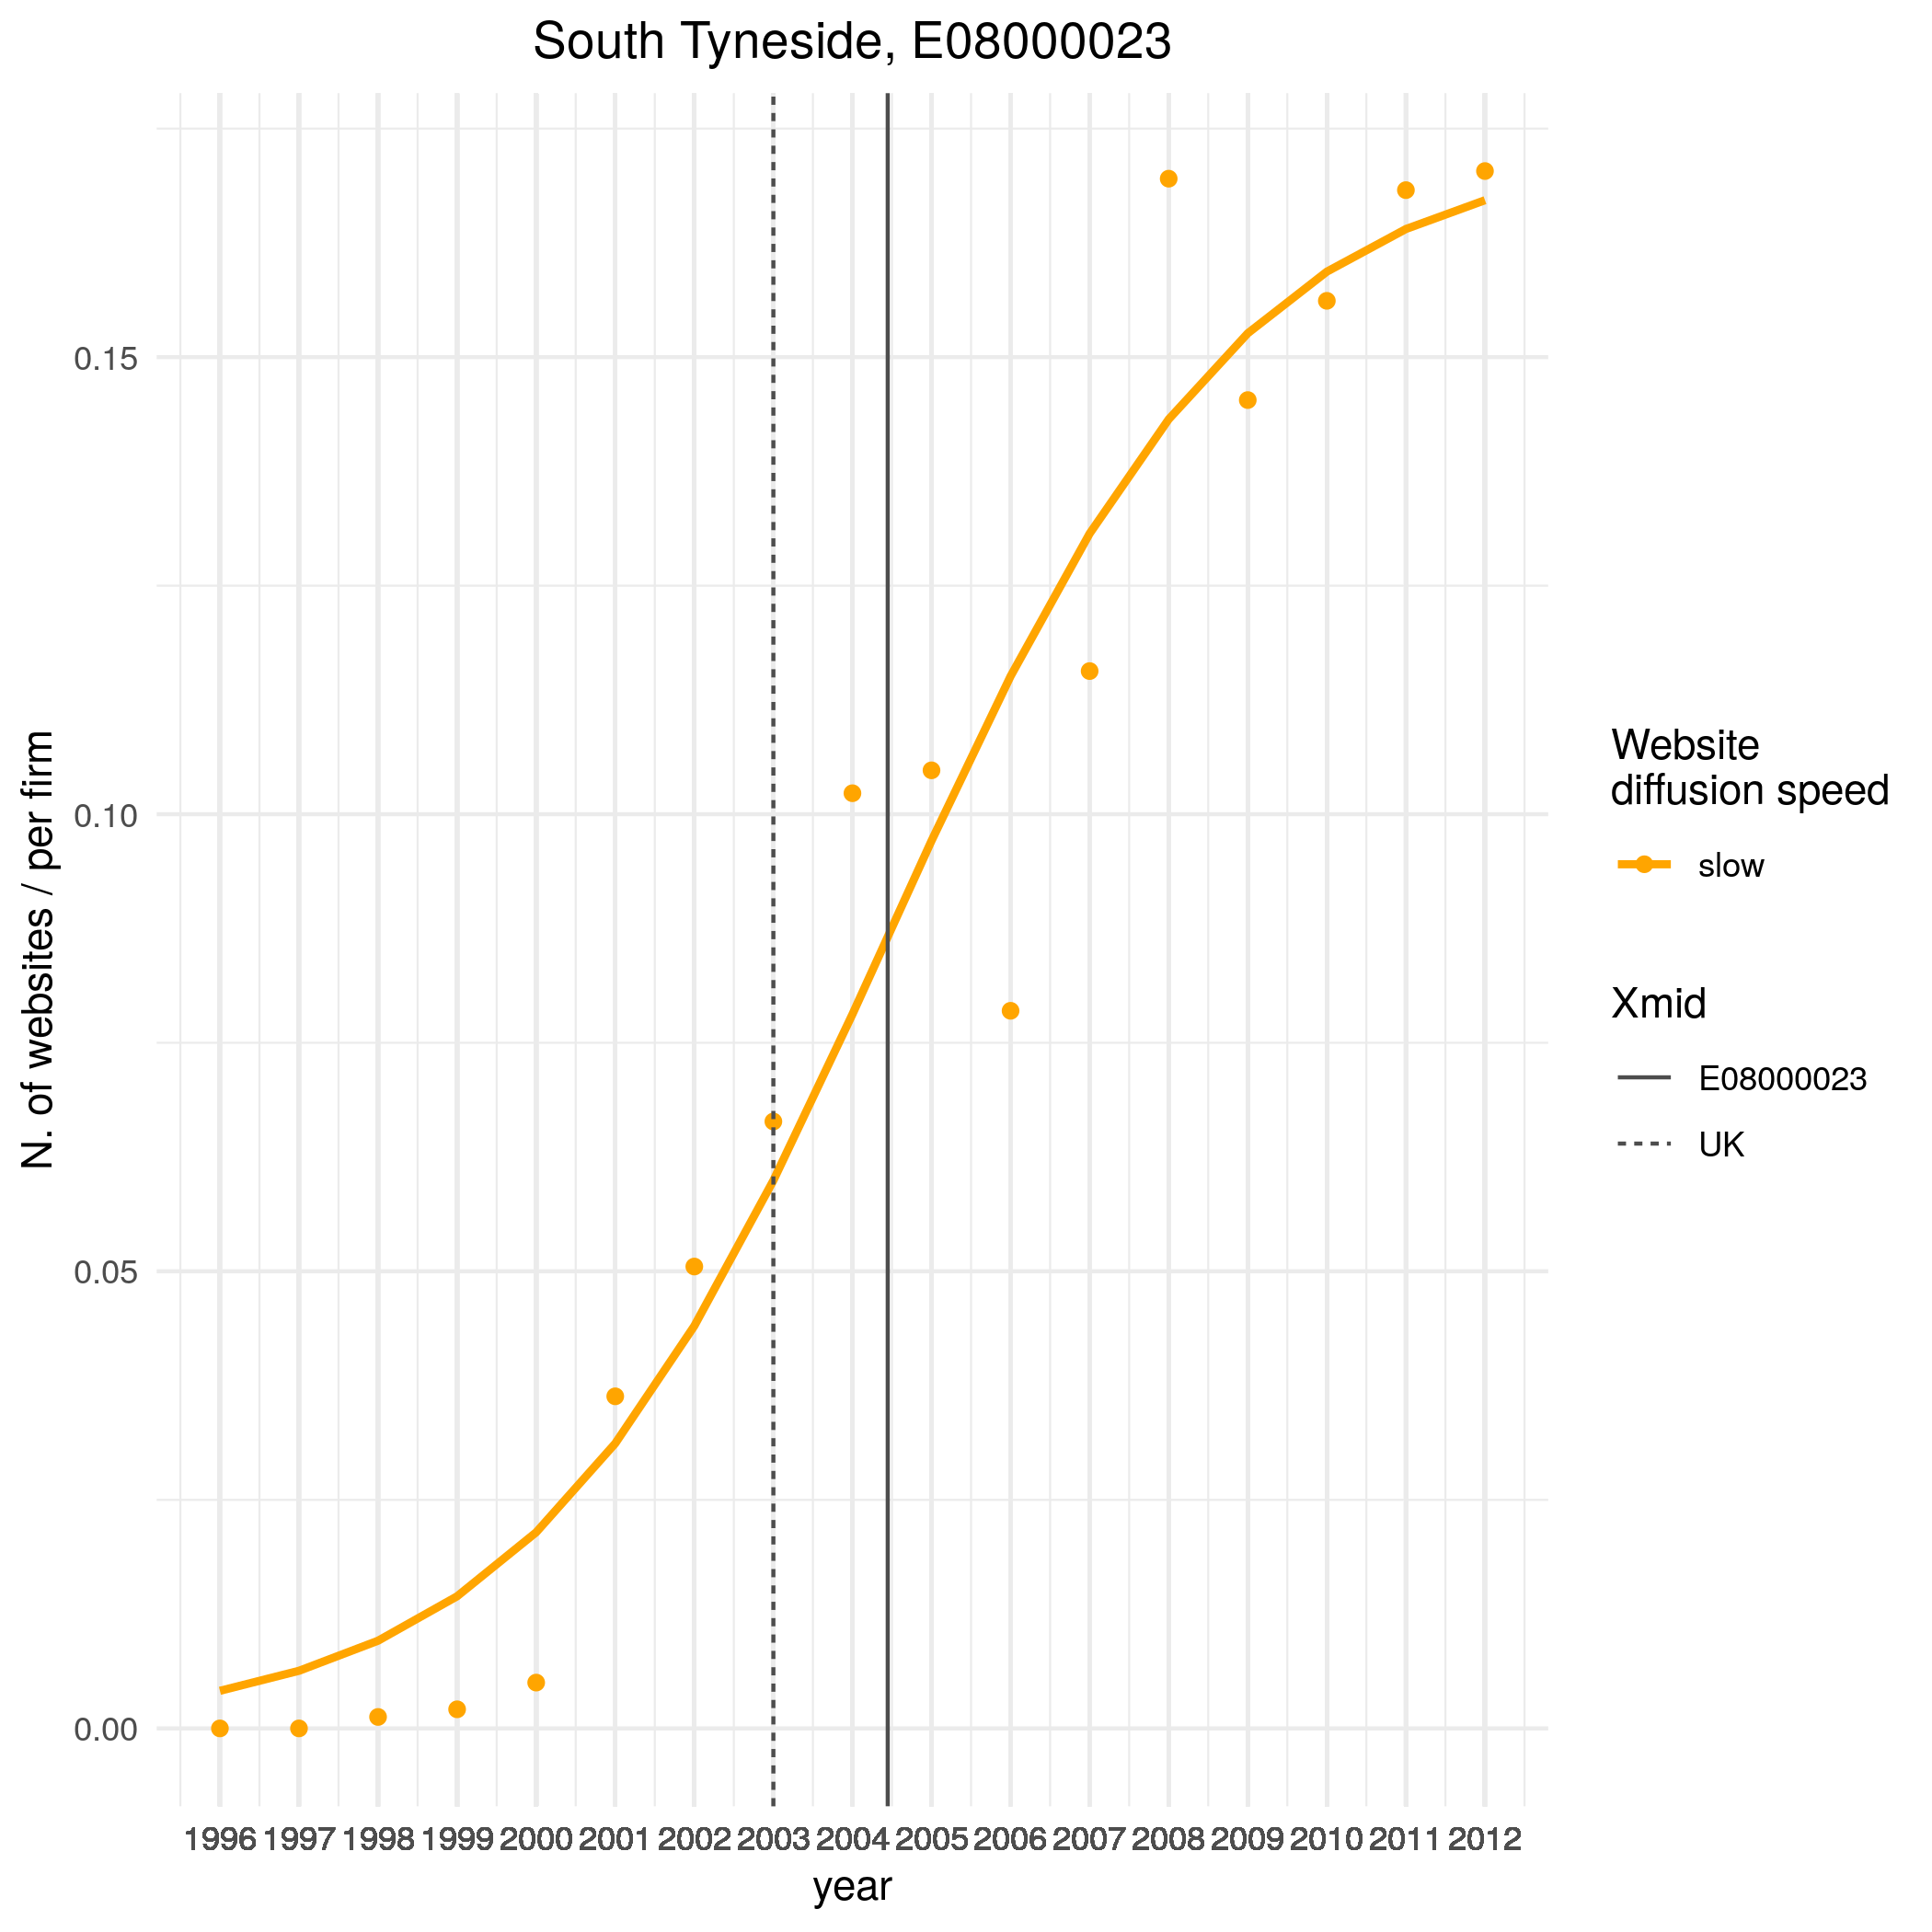 South Tyneside, E08000023
N. of websites / per firm
0.15
0.10
0.05
0.00
1996 1997 1998 1999 2000 2001 2002 2003 2004 2005 2006 2007 2008 2009 2010 2011 2012
year
Website
diffusion speed
slow
Xmid
E08000023
UK